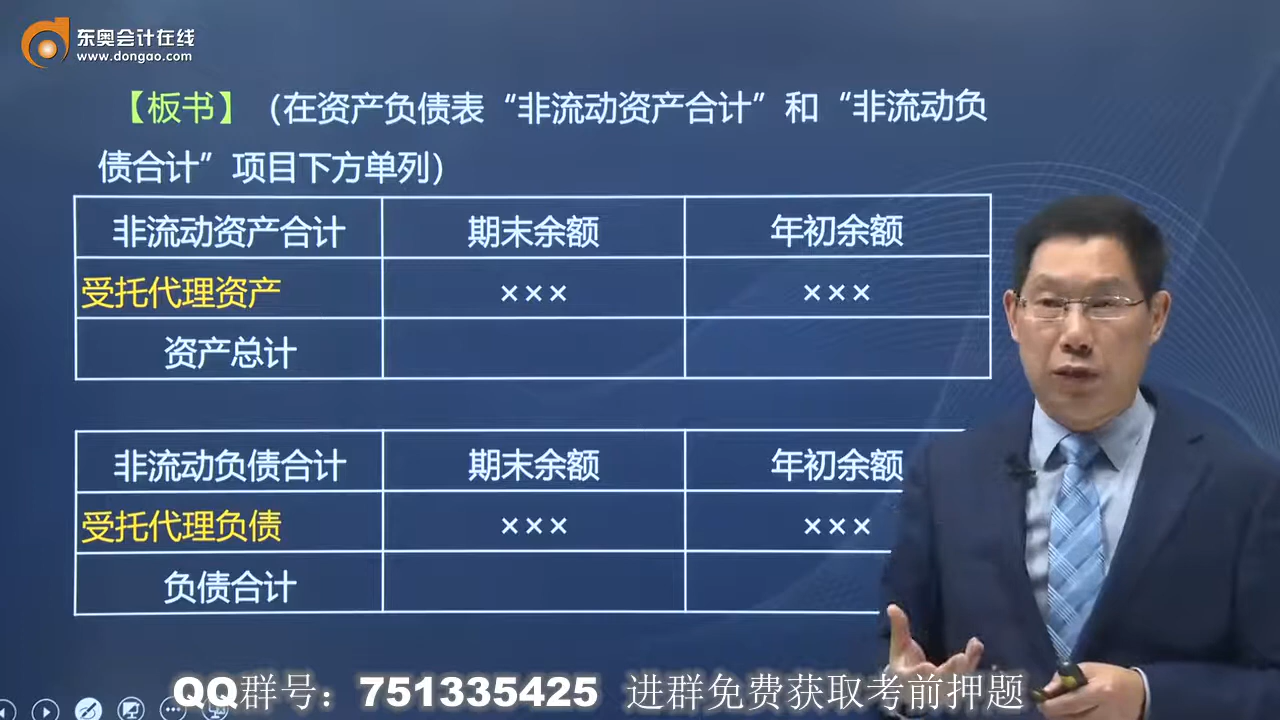 东奥会计在线
www.dongao.com
【板书】（在资产负债表“非流动资产合计”和“非流动负
债合计”项目下方单列）
非流动资产合计 期末余额 年初余额
受托代理资产 ××× ×××
资产总计
非流动负债合计 期末余额 年初余额
受托代理负债 ××× ×××
负债合计
QQ群号：751335425 进群免费获取考前押题